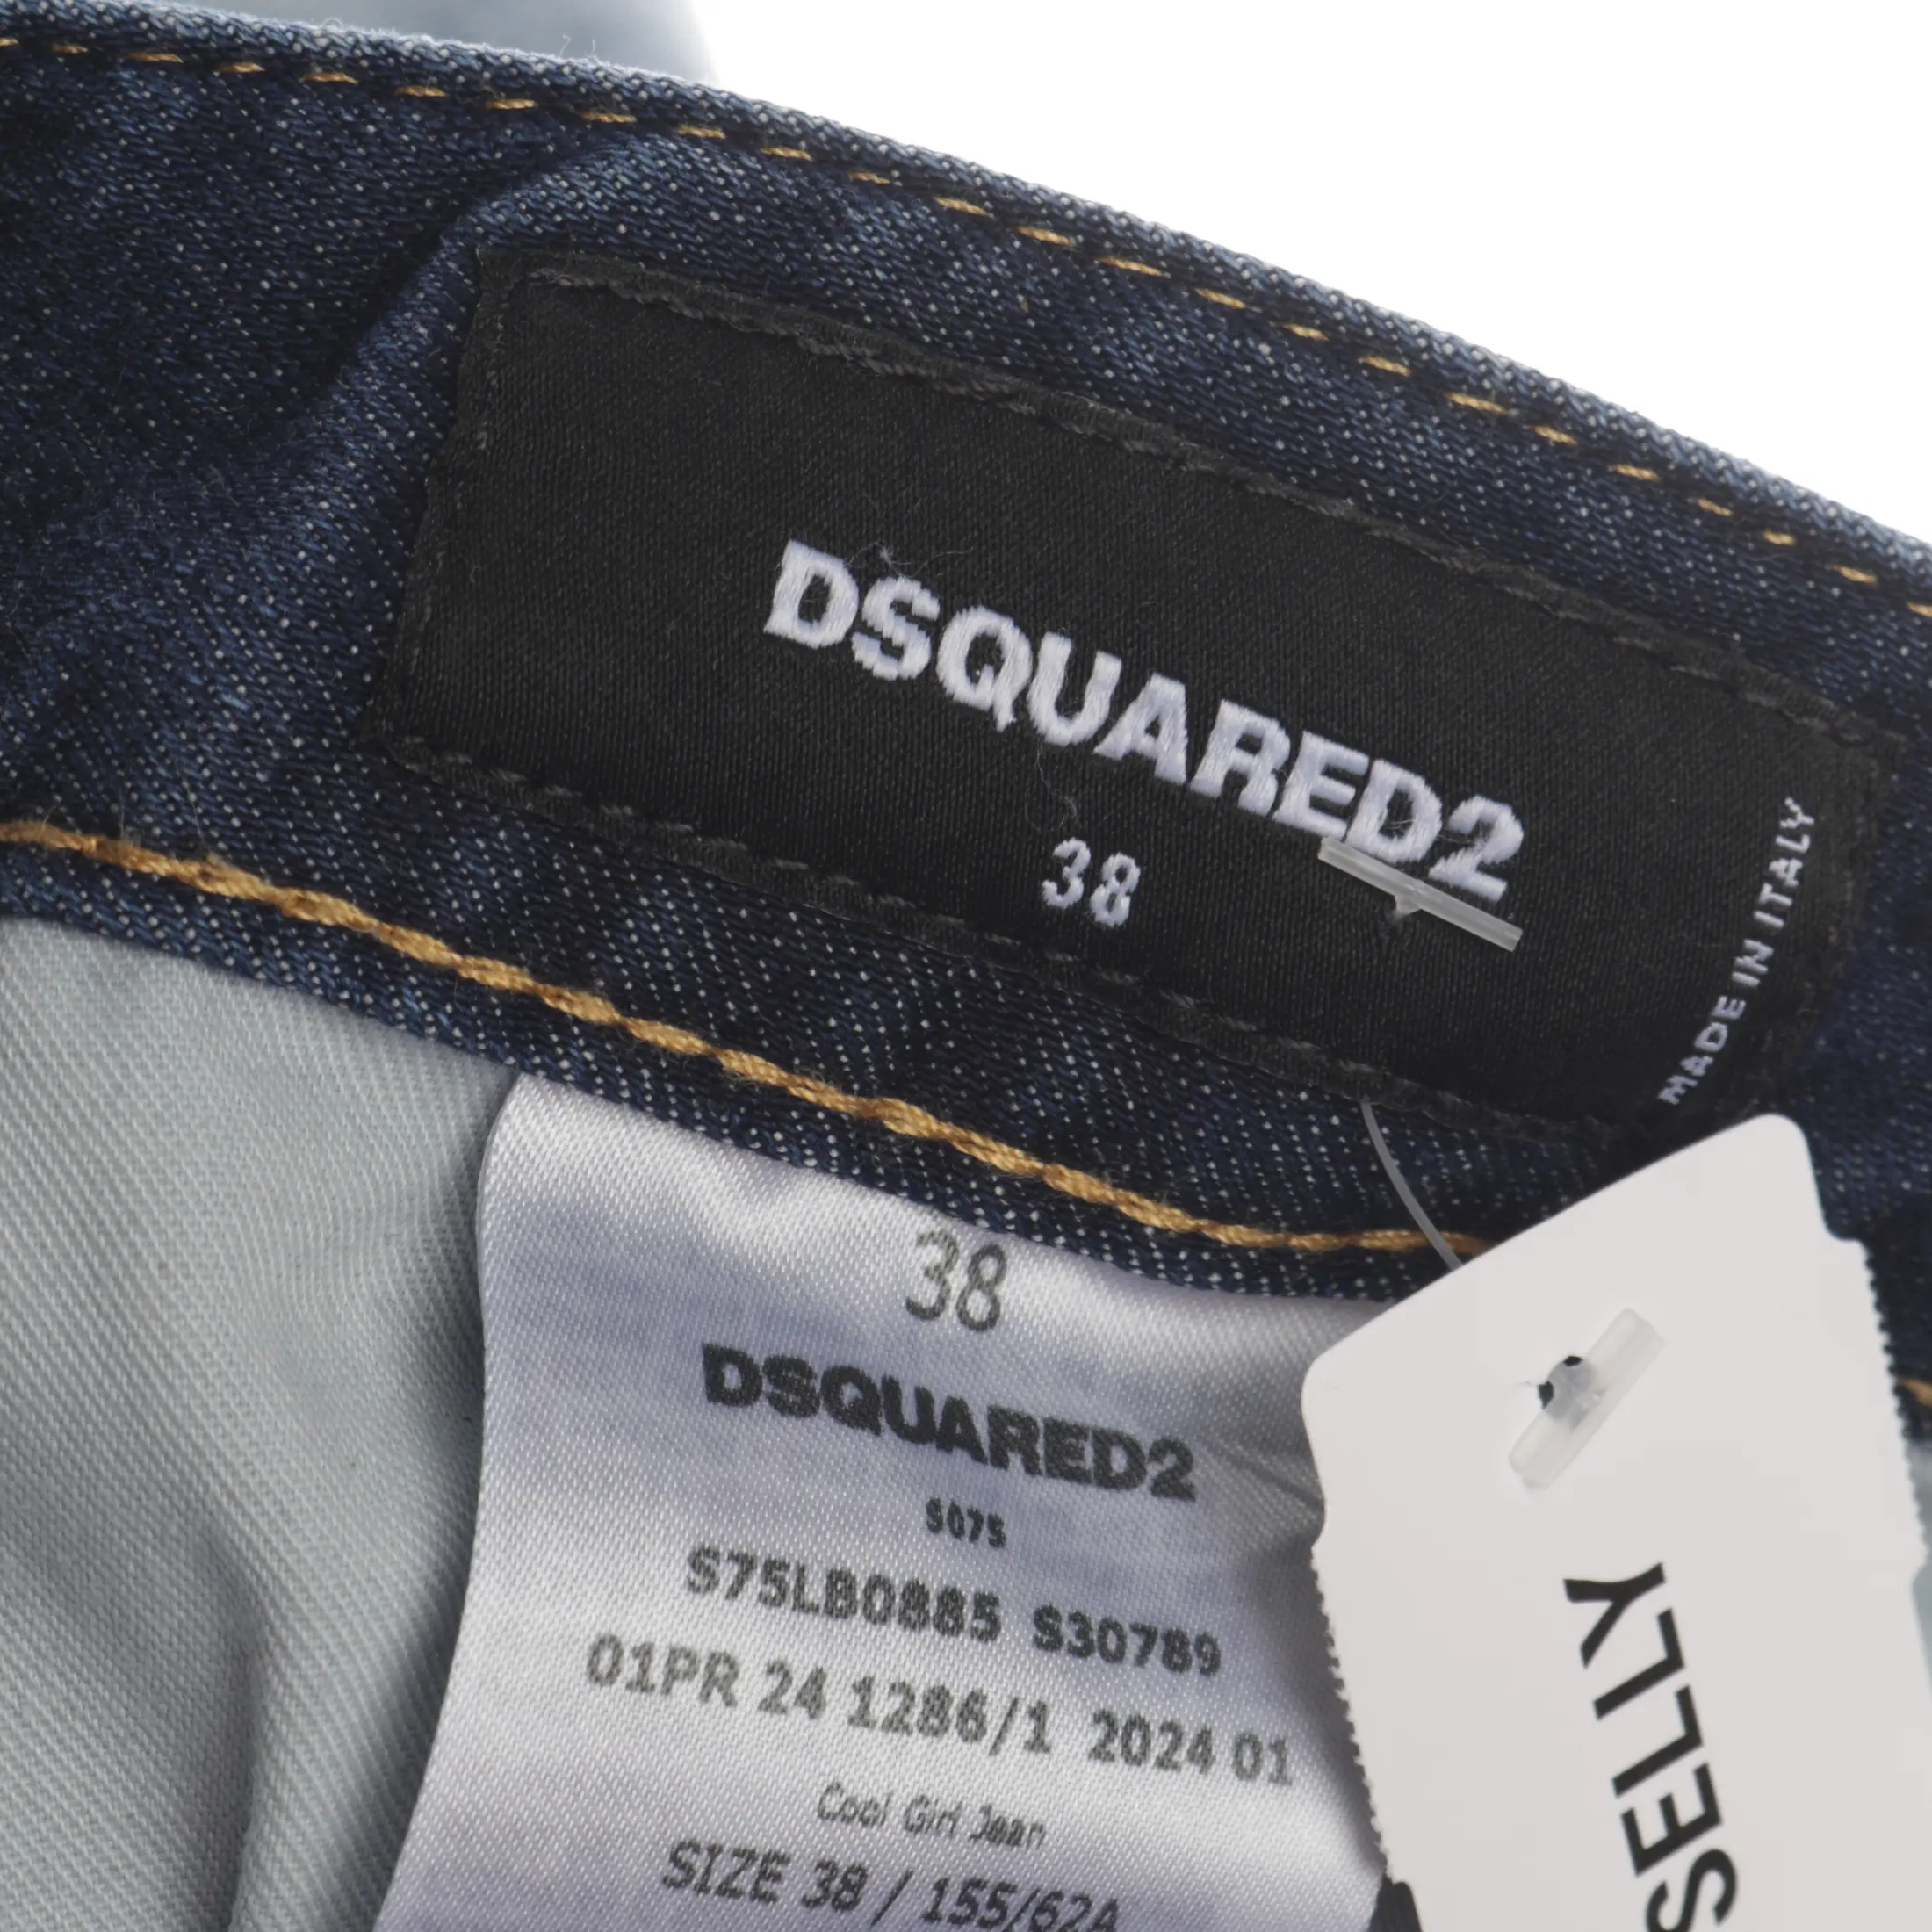 DSQUARED2
38
MADE IN ITALY
38
DSQUARED2
5075
S75LB0885 S30789
01PR 24 1286/1 2024 01
Cool Girl Jean
SIZE 38 / 155/62A
SELLY